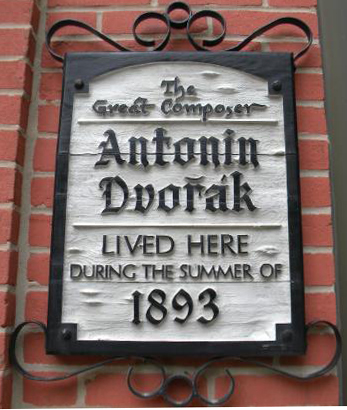 The
Great Composer
Antonin
Dvořák
LIVED HERE
DURING THE SUMMER OF
1893